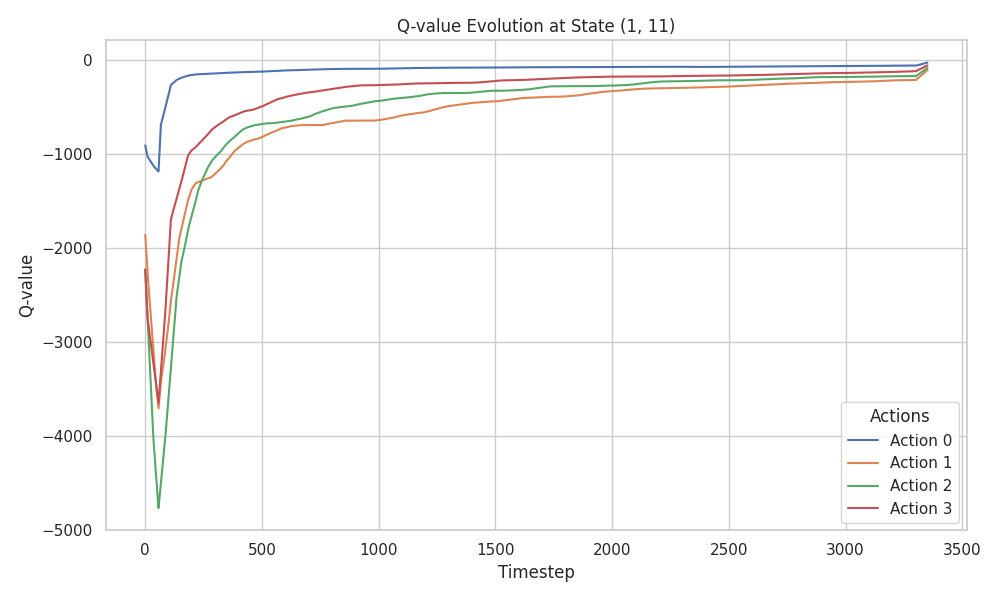 Q-value Evolution at State (1, 11)
Q-value
0
−1000
−2000
−3000
−4000
−5000
0
500
1000
1500
2000
2500
3000
3500
Timestep
Actions
Action 0
Action 1
Action 2
Action 3